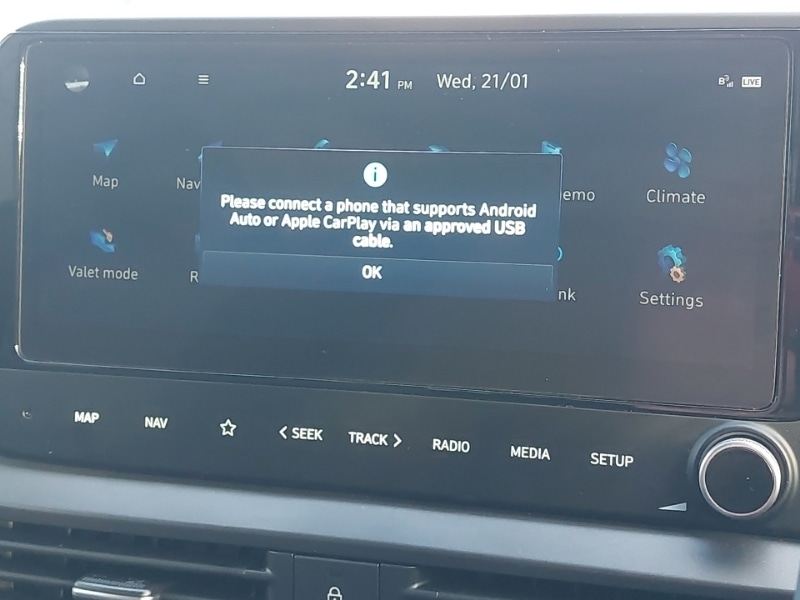 2:41 PM Wed, 21/01 LIVE
Map Nav emo Climate
Please connect a phone that supports Android
Auto or Apple CarPlay via an approved USB
cable.
OK
Valet mode R nk Settings
MAP NAV < SEEK TRACK > RADIO MEDIA SETUP